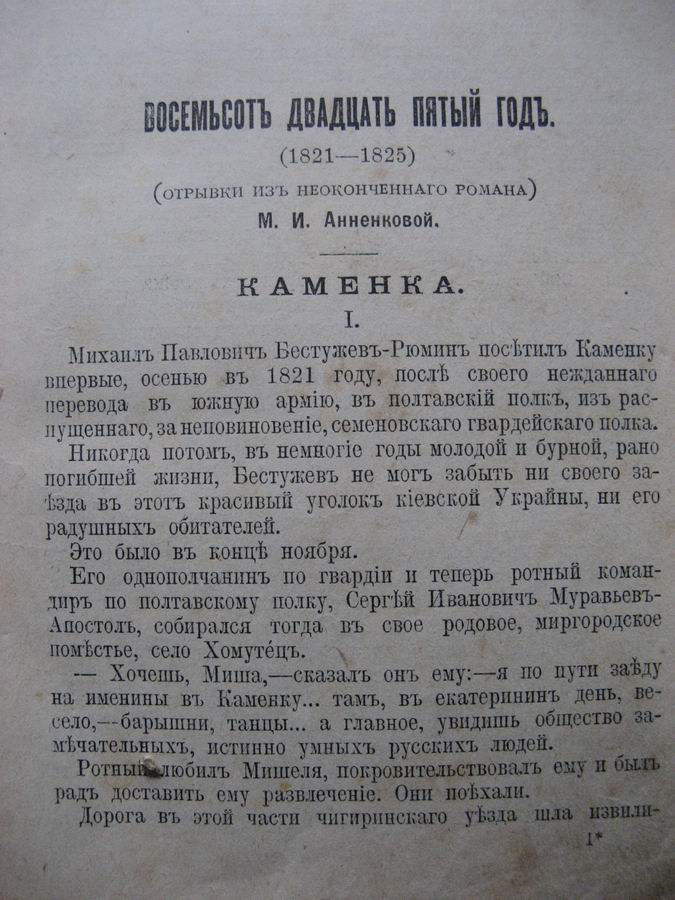 ВОСЕМЬСОТЪ ДВАДЦАТЬ ПЯТЫЙ ГОДЪ.
(1821—1825)
(ОТРЫВКИ ИЗЪ НЕОКОНЧЕННАГО РОМАНА)
М. И. Анненковой.
КАМЕНКА.
I.
Михаилъ Павловичъ Бестужевъ-Рюминъ посѣтилъ Каменку
впервые, осенью въ 1821 году, послѣ своего нежданнаго
перевода въ южную армію, въ полтавскій полкъ, изъ рас-
пущеннаго, за неповиновеніе, семеновскаго гвардейскаго полка.
Никогда потомъ, въ немногіе годы молодой и бурной, рано
погибшей жизни, Бестужевъ не могъ забыть ни своего за-
ѣзда въ этотъ красивый уголокъ кіевской Украйны, ни его
радушныхъ обитателей.
Это было въ концѣ ноября.
Его однополчанинъ по гвардіи и теперь ротный коман-
диръ по полтавскому полку, Сергѣй Ивановичъ Муравьевъ-
Апостолъ, собирался тогда въ свое родовое, миргородское
помѣстье, село Хомуте́цъ.
— Хочешь, Миша,—сказалъ онъ ему:—я по пути заѣду
на именины въ Каменку... тамъ, въ екатерининъ день, ве-
село,—барышни, танцы... а главное, увидишь общество за-
мѣчательныхъ, истинно умныхъ русскихъ людей.
Ротный любилъ Мишеля, покровительствовалъ ему и былъ
радъ доставить ему развлеченіе. Они поѣхали.
Дорога въ этой части чигиринскаго уѣзда шла извили-
1*